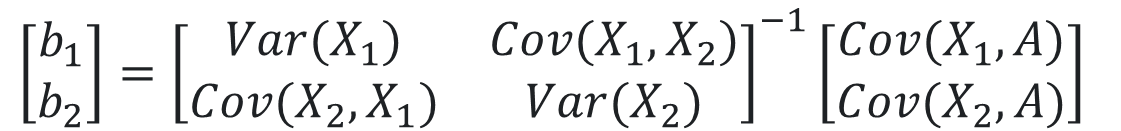 [b₁ b₂] = [Var(X₁) Cov(X₁, X₂) Cov(X₂, X₁) Var(X₂)]⁻¹ [Cov(X₁, A) Cov(X₂, A)]